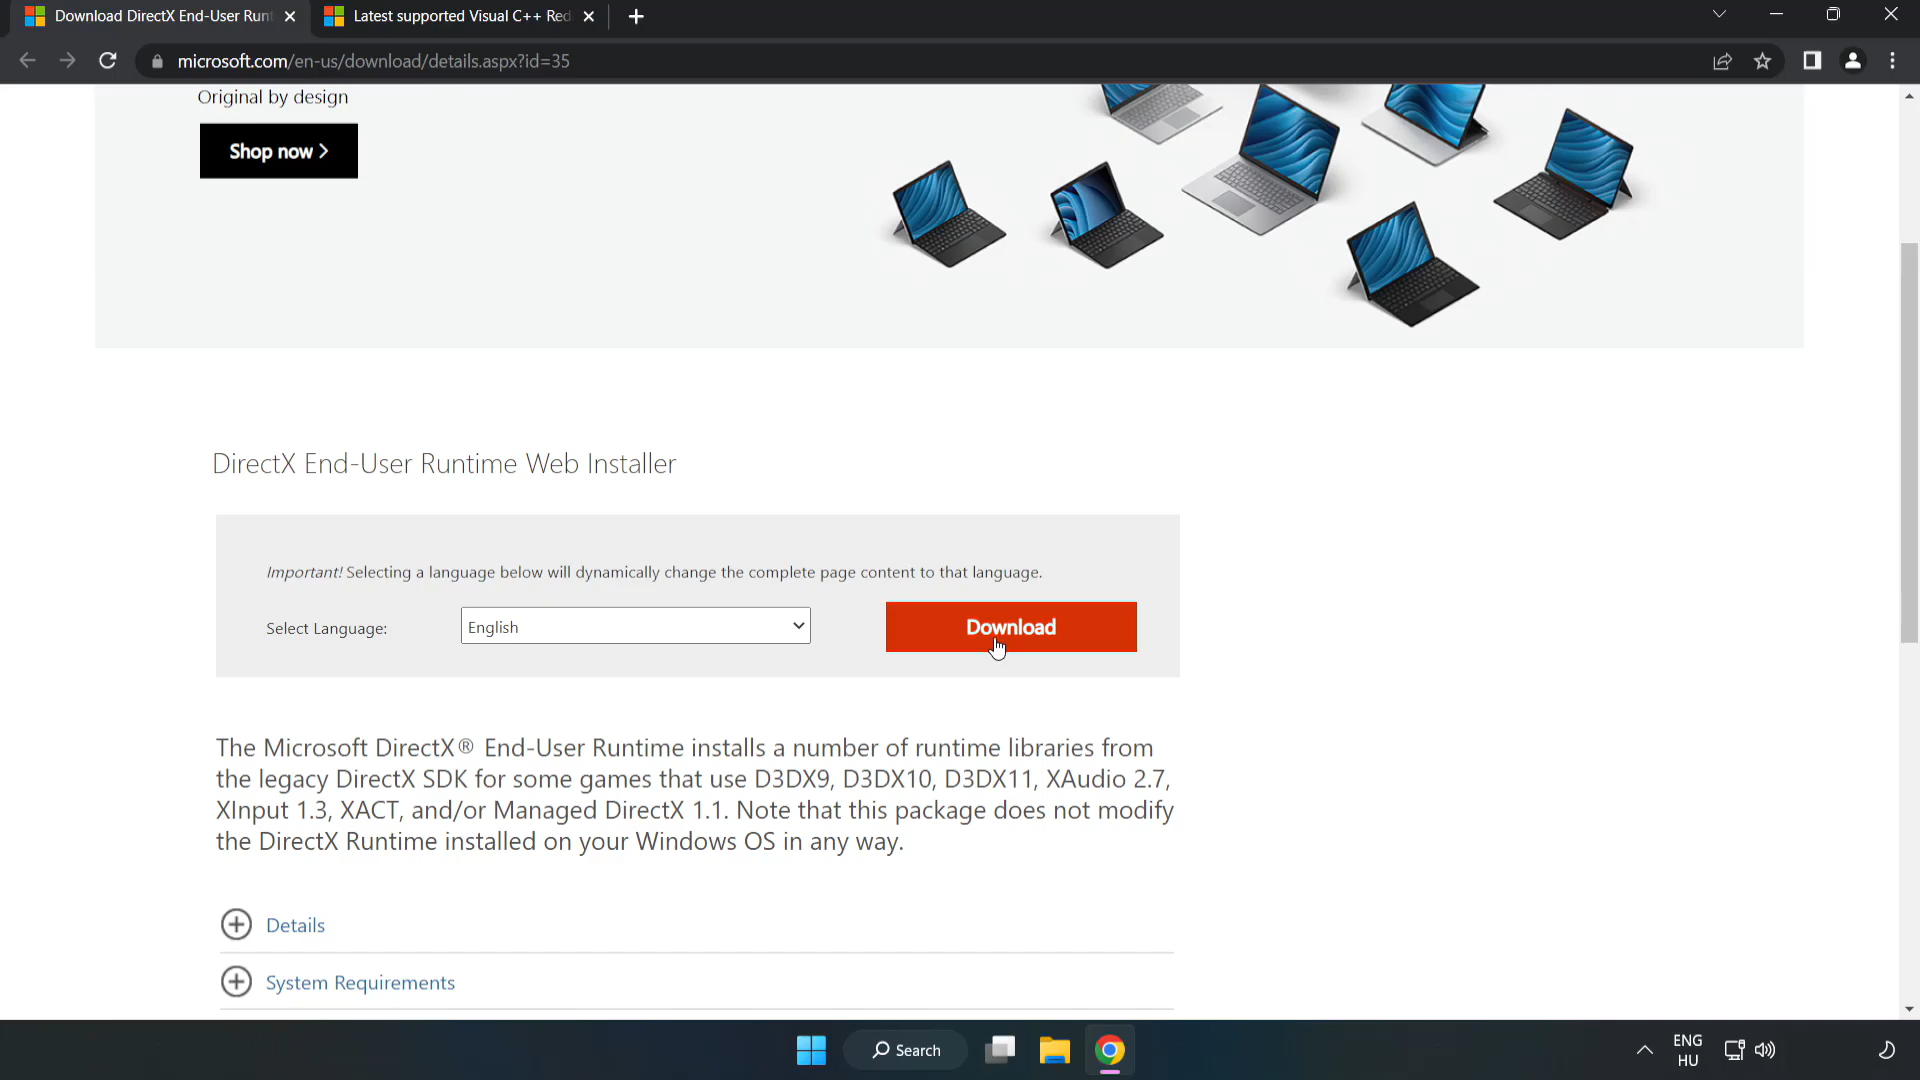 Download DirectX End-User Runt
Latest supported Visual C++ Red
microsoft.com/en-us/download/details.aspx?id=35
Original by design
Shop now >
DirectX End-User Runtime Web Installer
Important! Selecting a language below will dynamically change the complete page content to that language.
Select Language:
English
Download
The Microsoft DirectX® End-User Runtime installs a number of runtime libraries from
the legacy DirectX SDK for some games that use D3DX9, D3DX10, D3DX11, XAudio 2.7,
XInput 1.3, XACT, and/or Managed DirectX 1.1. Note that this package does not modify
the DirectX Runtime installed on your Windows OS in any way.
Details
System Requirements
Search
ENG
HU